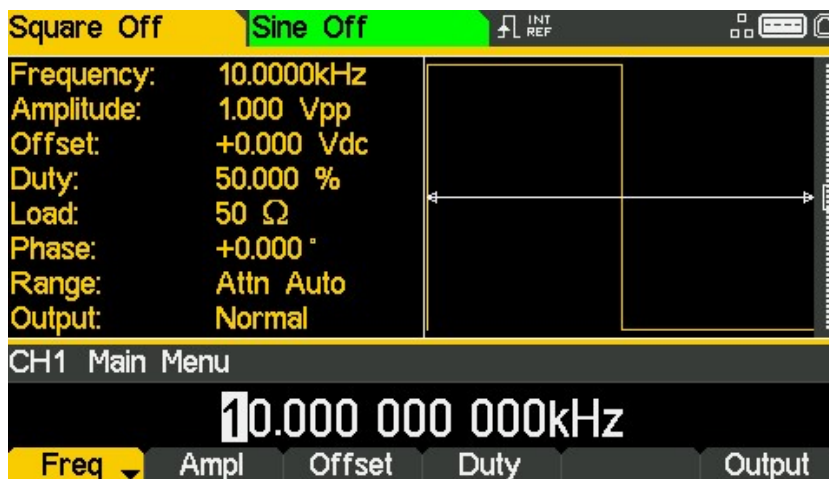 Square Off Sine Off INT REF
Frequency: 10.0000kHz
Amplitude: 1.000 Vpp
Offset: +0.000 Vdc
Duty: 50.000 %
Load: 50 Ω
Phase: +0.000 °
Range: Attn Auto
Output: Normal
CH1 Main Menu
10.000 000 000kHz
Freq Ampl Offset Duty Output